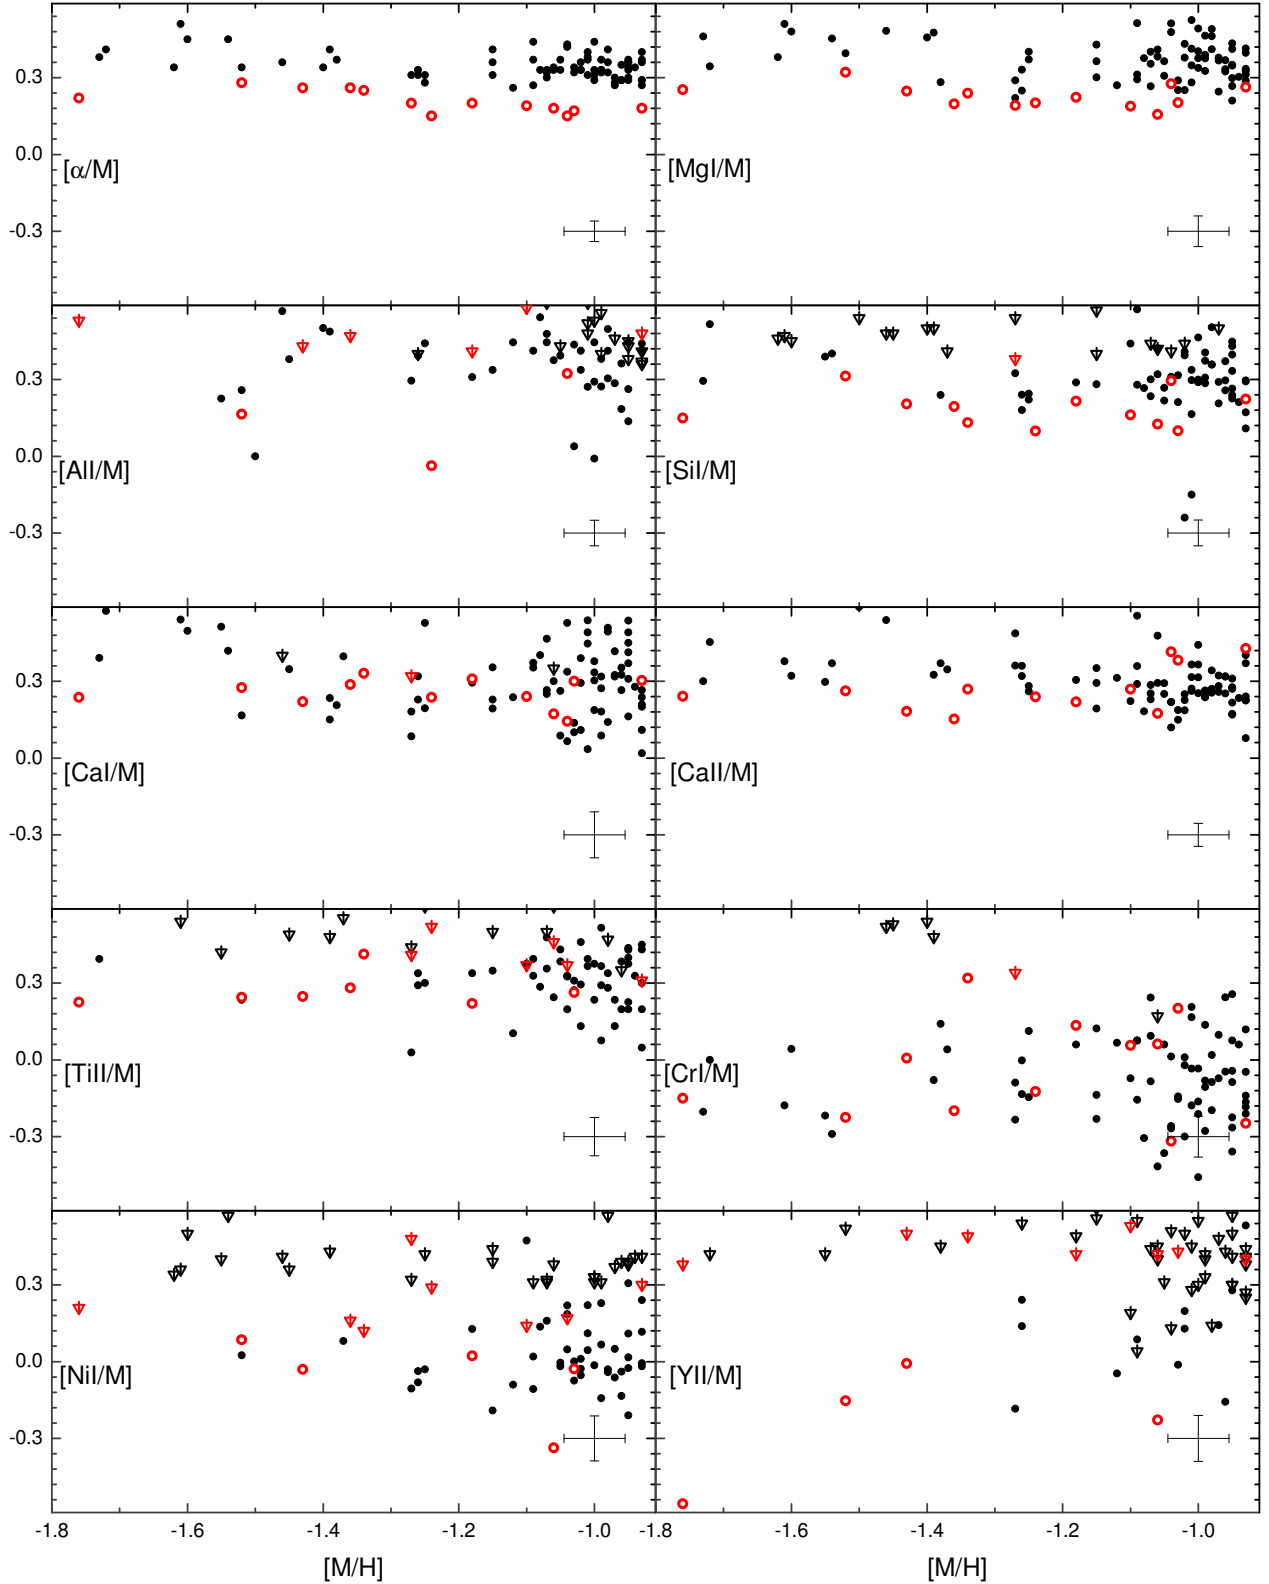 0.3
0.0
-0.3
[α/M]
[MgI/M]
0.3
0.0
-0.3
[AlI/M]
[SiI/M]
0.3
0.0
-0.3
[CaI/M]
[CaII/M]
0.3
0.0
-0.3
[TiII/M]
[CrI/M]
0.3
0.0
-0.3
[NiI/M]
[YII/M]
-1.8 -1.6 -1.4 -1.2 -1.0 -1.8 -1.6 -1.4 -1.2 -1.0
[M/H] [M/H]